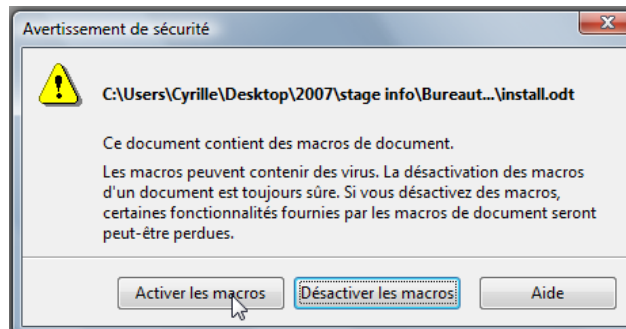 Avertissement de sécurité
C:\Users\Cyrille\Desktop\2007\stage info\Bureaut...\install.odt
Ce document contient des macros de document.
Les macros peuvent contenir des virus. La désactivation des macros
d'un document est toujours sûre. Si vous désactivez des macros,
certaines fonctionnalités fournies par les macros de document seront
peut-être perdues.
Activer les macros Désactiver les macros Aide